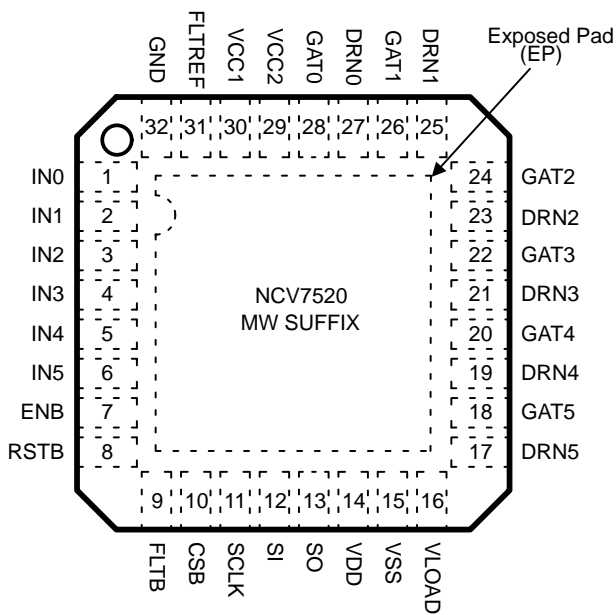 GND
FLTREF
VCC1
VCC2
GAT0
DRN0
GAT1
DRN1
Exposed Pad
(EP)
32 31 30 29 28 27 26 25
IN0 1
IN1 2
IN2 3
IN3 4
IN4 5
IN5 6
ENB 7
RSTB 8
NCV7520
MW SUFFIX
24 GAT2
23 DRN2
22 GAT3
21 DRN3
20 GAT4
19 DRN4
18 GAT5
17 DRN5
9 10 11 12 13 14 15 16
FLTB
CSB
SCLK
SI
SO
VDD
VSS
VLOAD